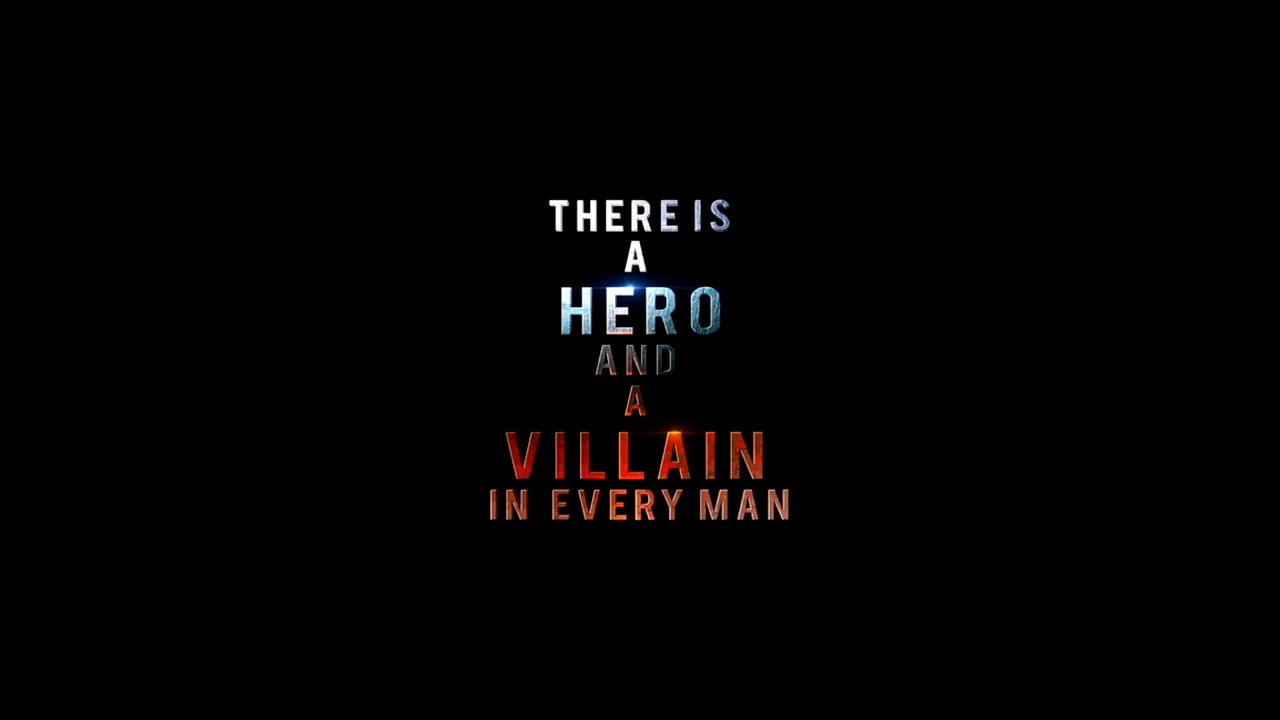 THERE IS
A
HERO
AND
A
VILLAIN
IN EVERY MAN